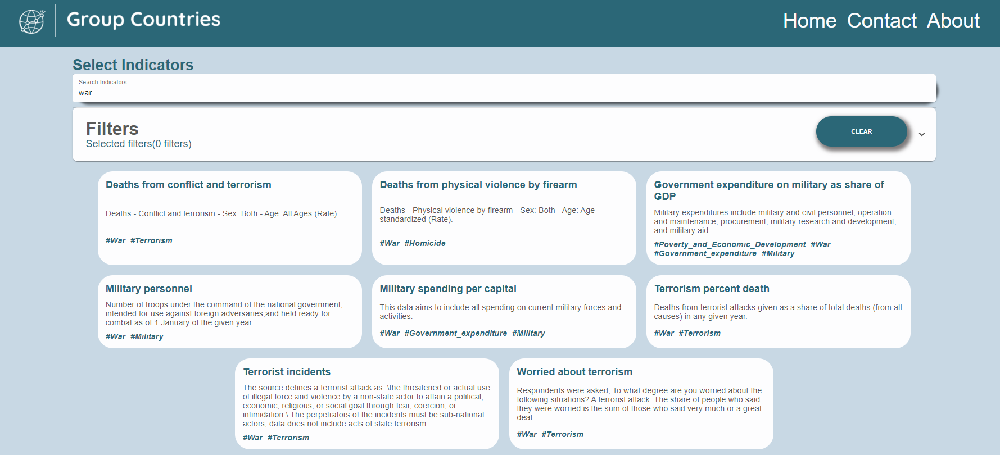 Group Countries
Home Contact About
Select Indicators
Search Indicators
war
Filters
Selected filters(0 filters)
CLEAR
Deaths from conflict and terrorism
Deaths - Conflict and terrorism - Sex: Both - Age: All Ages (Rate).
#War #Terrorism
Deaths from physical violence by firearm
Deaths - Physical violence by firearm - Sex: Both - Age: Age-
standardized (Rate).
#War #Homicide
Government expenditure on military as share of
GDP
Military expenditures include military and civil personnel, operation
and maintenance, procurement, military research and development,
and military aid.
#Poverty_and_Economic_Development #War
#Government_expenditure #Military
Military personnel
Number of troops under the command of the national government,
intended for use against foreign adversaries,and held ready for
combat as of 1 January of the given year.
#War #Military
Military spending per capital
This data aims to include all spending on current military forces and
activities.
#War #Government_expenditure #Military
Terrorism percent death
Deaths from terrorist attacks given as a share of total deaths (from all
causes) in any given year.
#War #Terrorism
Terrorist incidents
The source defines a terrorist attack as: \the threatened or actual use
of illegal force and violence by a non-state actor to attain a political,
economic, religious, or social goal through fear, coercion, or
intimidation.\ The perpetrators of the incidents must be sub-national
actors; data does not include acts of state terrorism.
#War #Terrorism
Worried about terrorism
Respondents were asked, To what degree are you worried about the
following situations? A terrorist attack. The share of people who said
they were worried is the sum of those who said very much or a great
deal.
#War #Terrorism